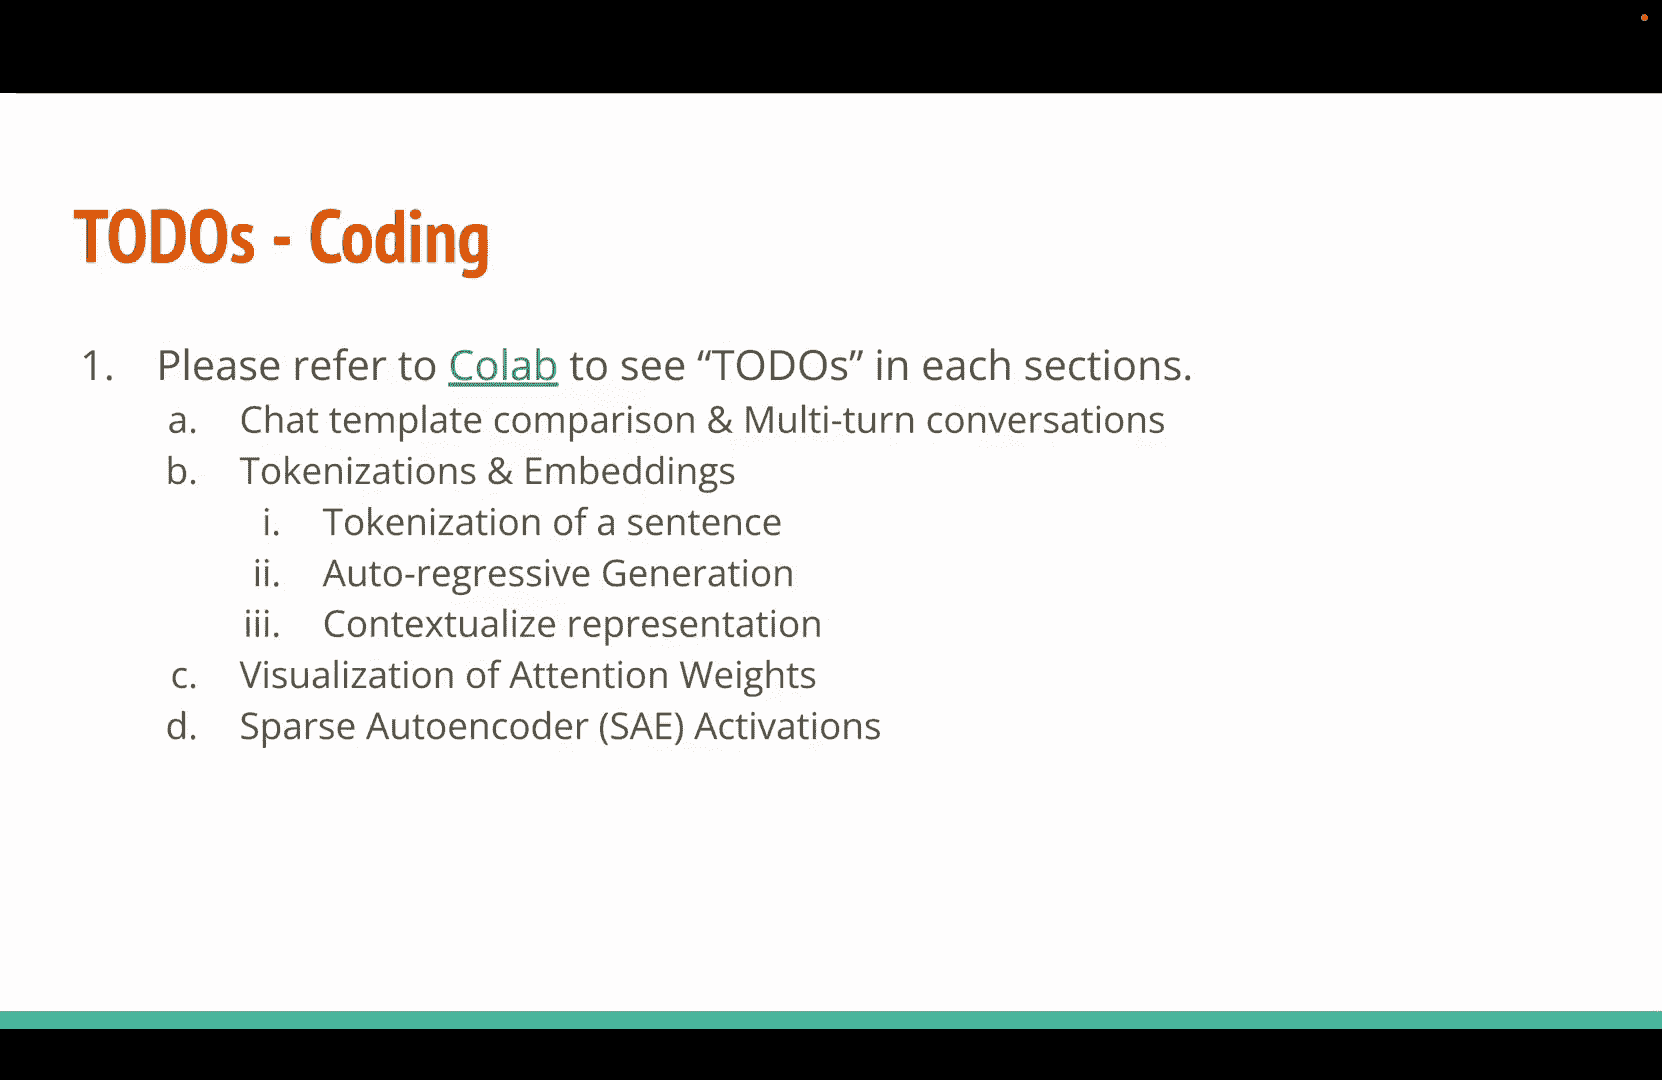 TODOs - Coding
1. Please refer to Colab to see “TODOs” in each sections.
a. Chat template comparison & Multi-turn conversations
b. Tokenizations & Embeddings
i. Tokenization of a sentence
ii. Auto-regressive Generation
iii. Contextualize representation
c. Visualization of Attention Weights
d. Sparse Autoencoder (SAE) Activations